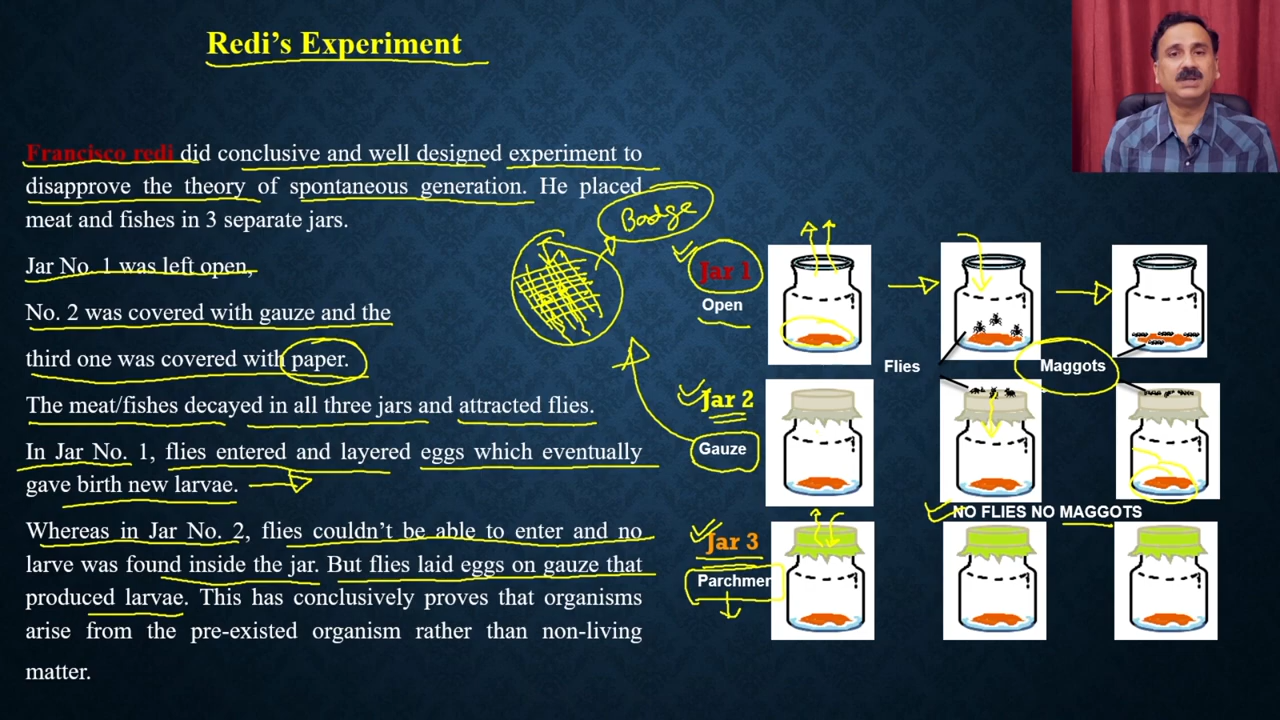 Redi’s Experiment
Francisco redi did conclusive and well designed experiment to
disapprove the theory of spontaneous generation. He placed
meat and fishes in 3 separate jars.
Jar No. 1 was left open,
No. 2 was covered with gauze and the
third one was covered with paper.
The meat/fishes decayed in all three jars and attracted flies.
In Jar No. 1, flies entered and layered eggs which eventually
gave birth new larvae.
Whereas in Jar No. 2, flies couldn’t be able to enter and no
larve was found inside the jar. But flies laid eggs on gauze that
produced larvae. This has conclusively proves that organisms
arise from the pre-existed organism rather than non-living
matter.
Jar 1
Open
Flies
Maggots
Jar 2
Gauze
NO FLIES NO MAGGOTS
Jar 3
Parchmer